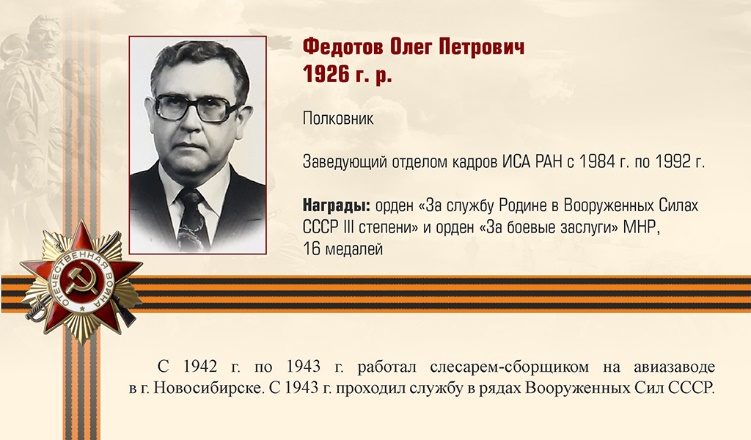 Федотов Олег Петрович
1926 г. р.
Полковник
Заведующий отделом кадров ИСА РАН с 1984 г. по 1992 г.
Награды: орден «За службу Родине в Вооруженных Силах
СССР III степени» и орден «За боевые заслуги» МНР,
16 медалей
ОТЕЧЕСТВЕННАЯ ВОЙНА
С 1942 г. по 1943 г. работал слесарем-сборщиком на авиазаводе
в г. Новосибирске. С 1943 г. проходил службу в рядах Вооруженных Сил СССР.